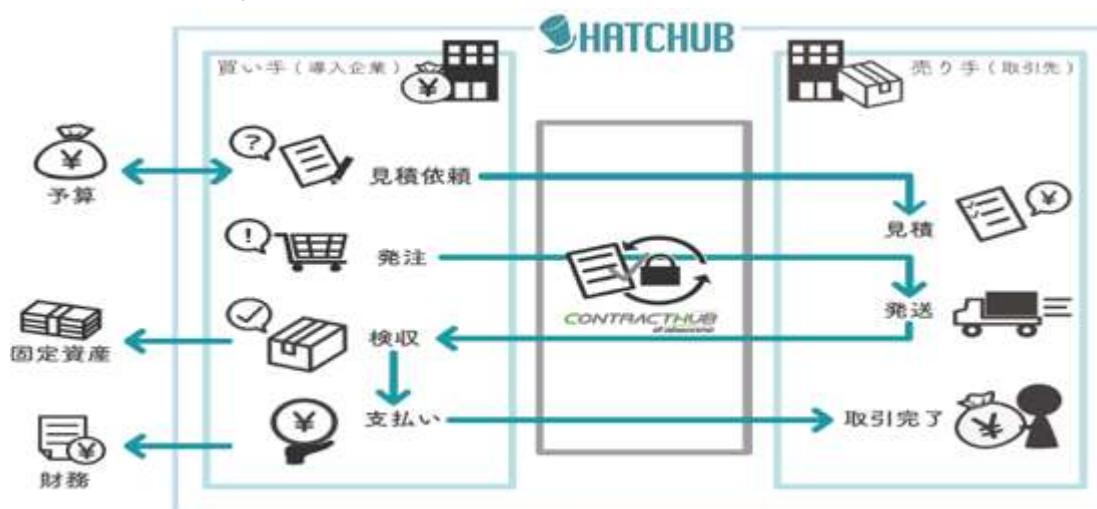 HATCHUB
買い手（導入企業）
売り手（取引先）
¥
?
¥
予算
見積依頼
¥
見積
!
発注
CONTRACTHUB
発送
固定資産
検収
¥
支払い
取引完了
¥
¥
財務